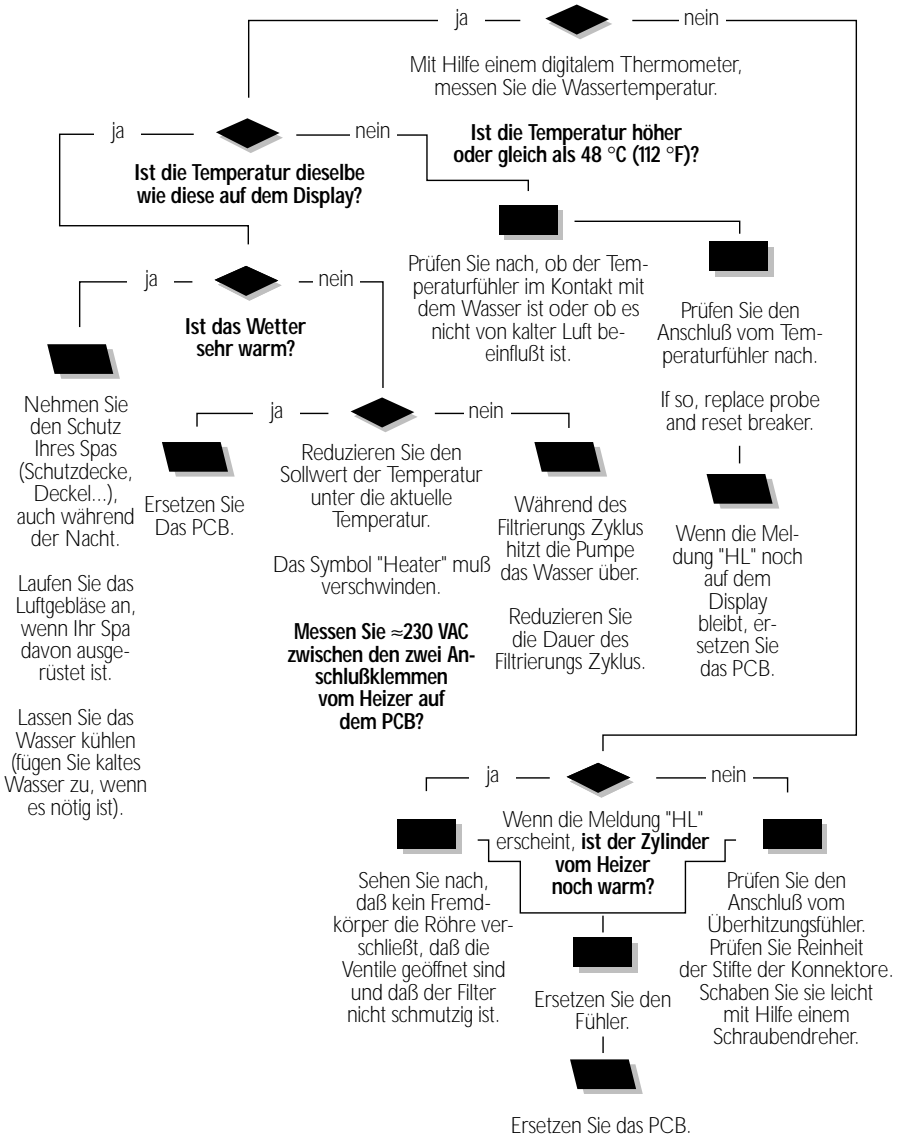 ja
nein
Mit Hilfe einem digitalem Thermometer,
messen Sie die Wassertemperatur.
Ist die Temperatur höher
oder gleich als 48 °C (112 °F)?
ja
nein
Ist die Temperatur dieselbe
wie diese auf dem Display?
Prüfen Sie nach, ob der Tem-
peraturfühler im Kontakt mit
dem Wasser ist oder ob es
nicht von kalter Luft be-
einflußt ist.
Prüfen Sie den
Anschluß vom Tem-
peraturfühler nach.
If so, replace probe
and reset breaker.
Wenn die Mel-
dung "HL" noch
auf dem
Display
bleibt, er-
setzen Sie
das PCB.
ja
nein
Ist das Wetter
sehr warm?
Nehmen Sie
den Schutz
Ihres Spas
(Schutzdecke,
Deckel...),
auch während
der Nacht.
Laufen Sie das
Luftgebläse an,
wenn Ihr Spa
davon ausge-
rüstet ist.
Lassen Sie das
Wasser kühlen
(fügen Sie kaltes
Wasser zu, wenn
es nötig ist).
ja
nein
Reduzieren Sie den
Sollwert der Temperatur
unter die aktuelle
Temperatur.
Das Symbol "Heater" muß
verschwinden.
Messen Sie ≈230 VAC
zwischen den zwei An-
schlußklemmen
vom Heizer auf
dem PCB?
Ersetzen Sie
Das PCB.
Während des
Filtrierungs Zyklus
hitzt die Pumpe
das Wasser über.
Reduzieren Sie
die Dauer des
Filtrierungs Zyklus.
ja
nein
Wenn die Meldung "HL"
erscheint, ist der Zylinder
vom Heizer
noch warm?
Sehen Sie nach,
daß kein Fremd-
körper die Röhre ver-
schließt, daß die
Ventile geöffnet sind
und daß der Filter
nicht schmutzig ist.
Prüfen Sie den
Anschluß vom
Überhitzungsfühler.
Prüfen Sie Reinheit
der Stifte der Konnektore.
Schaben Sie sie leicht
mit Hilfe einem
Schraubendreher.
Ersetzen Sie den
Fühler.
Ersetzen Sie das PCB.